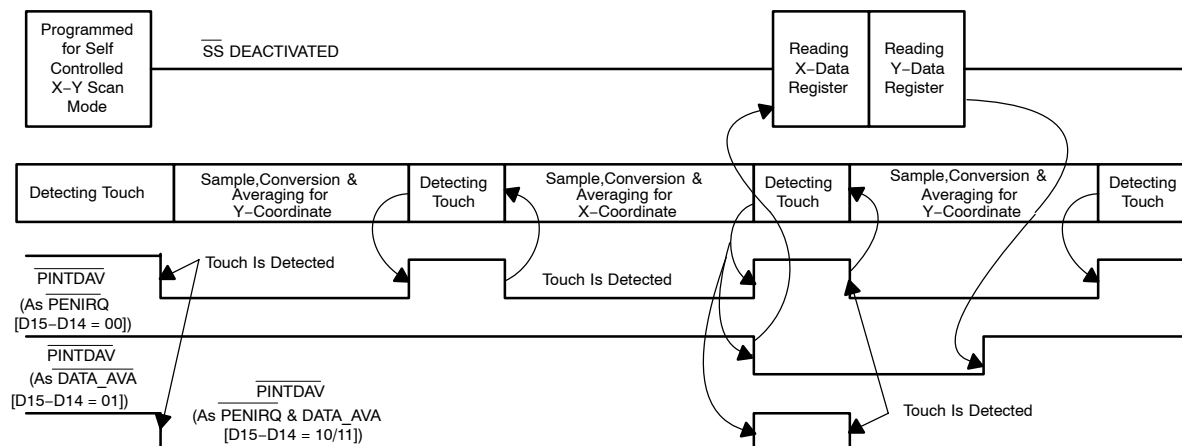 Programmed
for Self
Controlled
X−Y Scan
Mode
SS DEACTIVATED
Reading
X−Data
Register
Reading
Y−Data
Register
Detecting Touch
Sample,Conversion &
Averaging for
Y−Coordinate
Detecting
Touch
Sample,Conversion &
Averaging for
X−Coordinate
Detecting
Touch
Sample,Conversion &
Averaging for
Y−Coordinate
Detecting
Touch
PINTDAV
(As PENIRQ
[D15−D14 = 00])
Touch Is Detected
Touch Is Detected
PINTDAV
(As DATA_AVA
[D15−D14 = 01])
PINTDAV
(As PENIRQ & DATA_AVA
[D15−D14 = 10/11])
Touch Is Detected